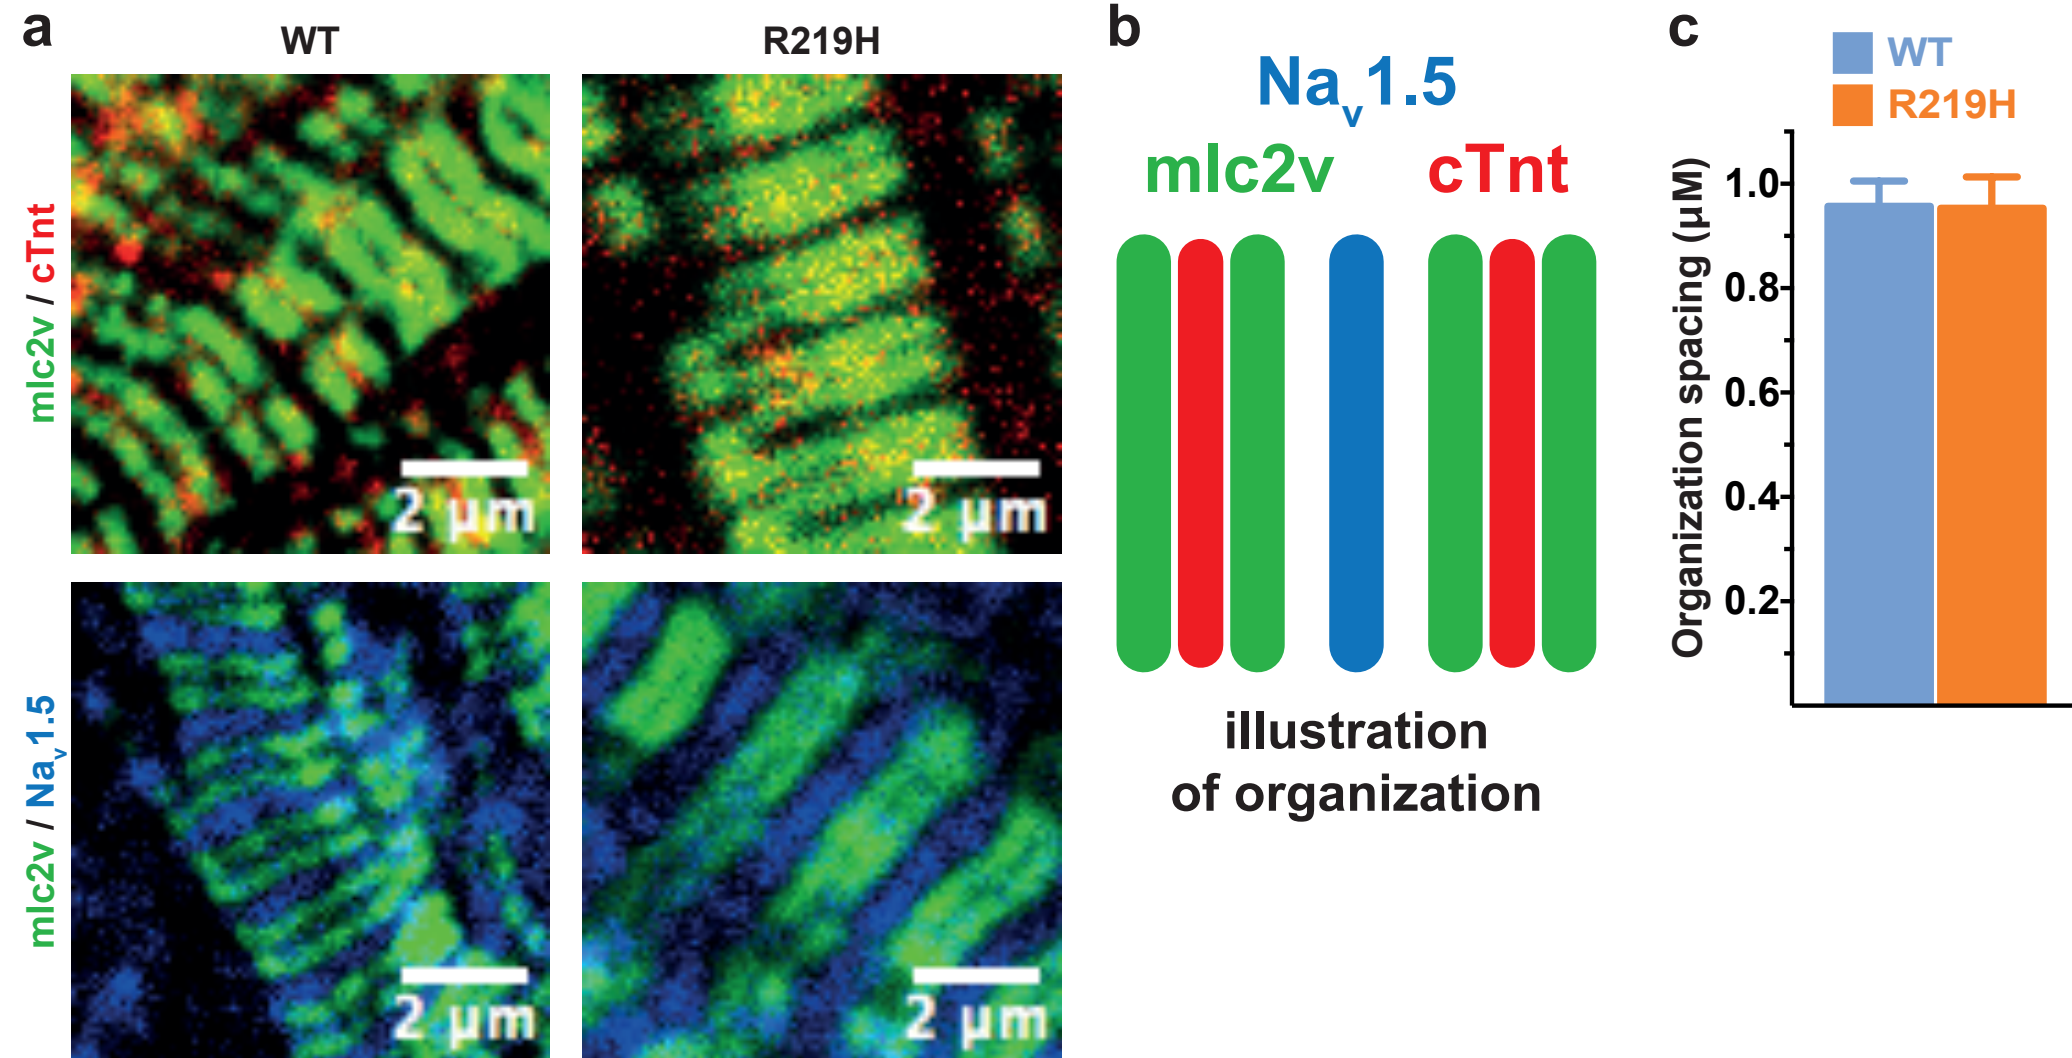 a
WT
R219H
mlc2v / cTnt
2 μm
2 μm
mlc2v / Nav1.5
2 μm
2 μm
b
Nav1.5
mlc2v cTnt
illustration
of organization
c
WT
R219H
Organization spacing (μM)
1.0
0.8
0.6
0.4
0.2